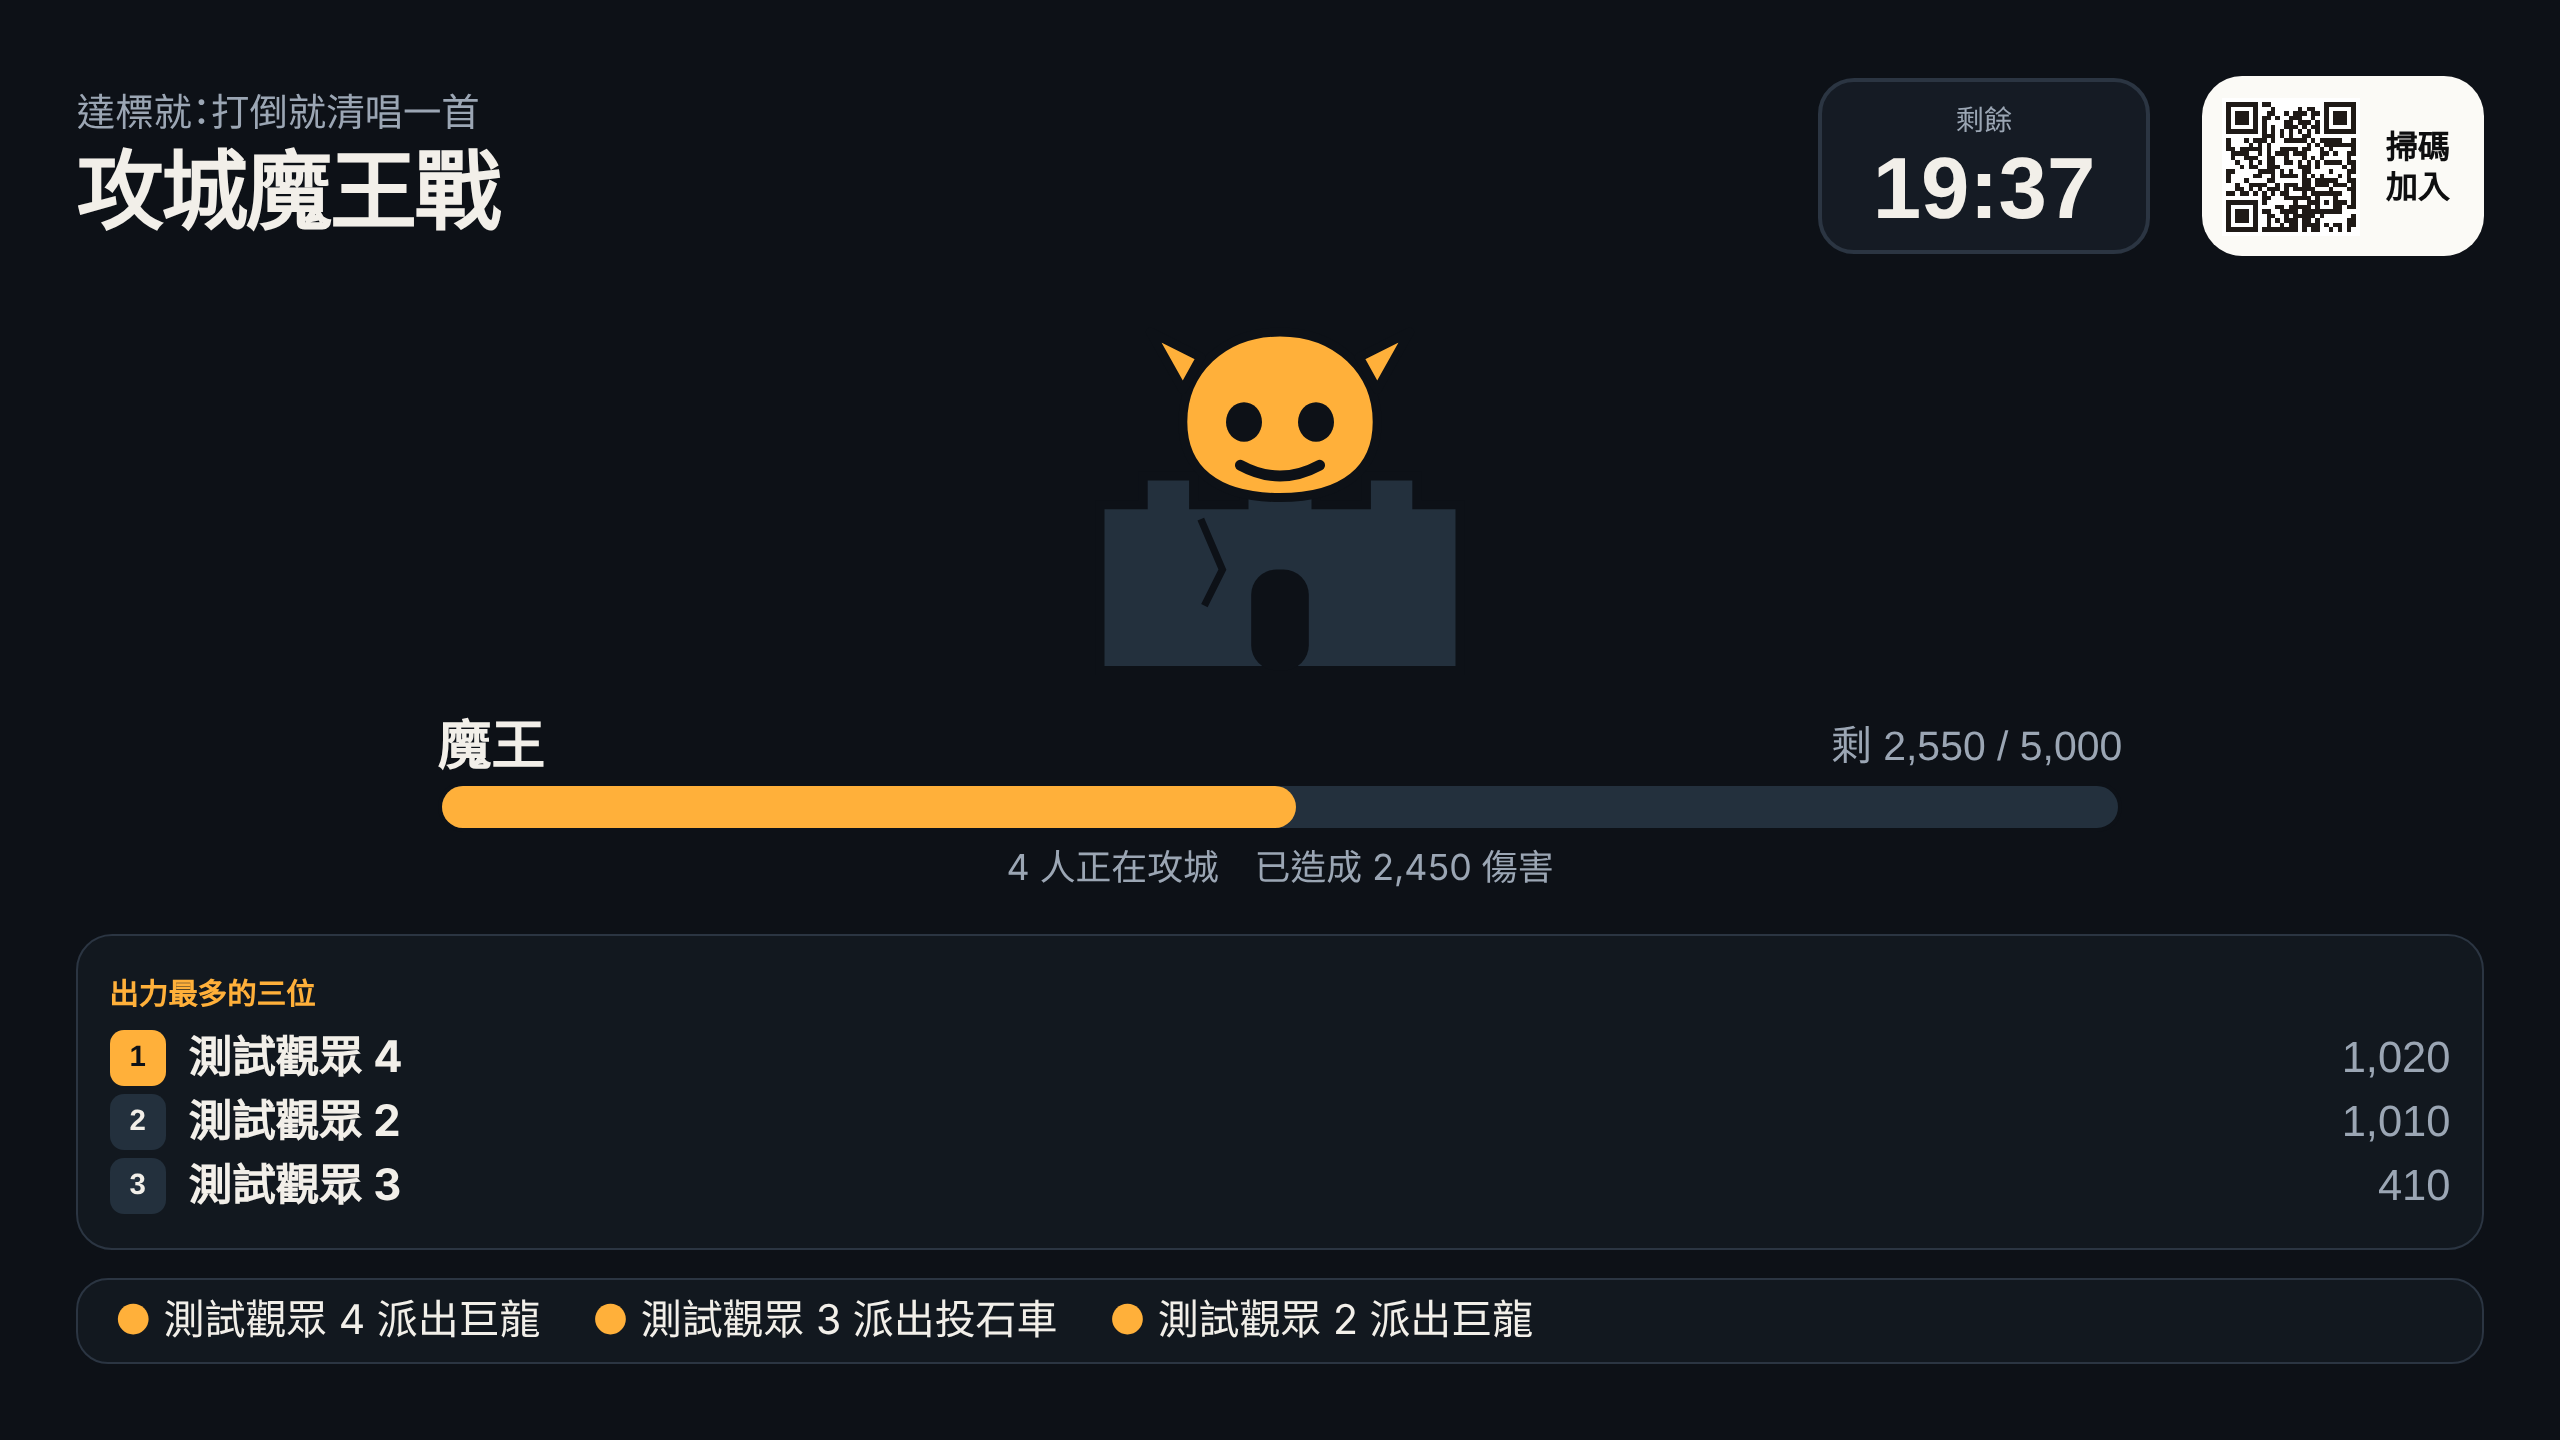 達標就：打倒就清唱一首
攻城魔王戰
剩餘
19:37
掃碼
加入
魔王
剩 2,550 / 5,000
4 人正在攻城　已造成 2,450 傷害
出力最多的三位
1 測試觀眾 4 1,020
2 測試觀眾 2 1,010
3 測試觀眾 3 410
測試觀眾 4 派出巨龍 測試觀眾 3 派出投石車 測試觀眾 2 派出巨龍